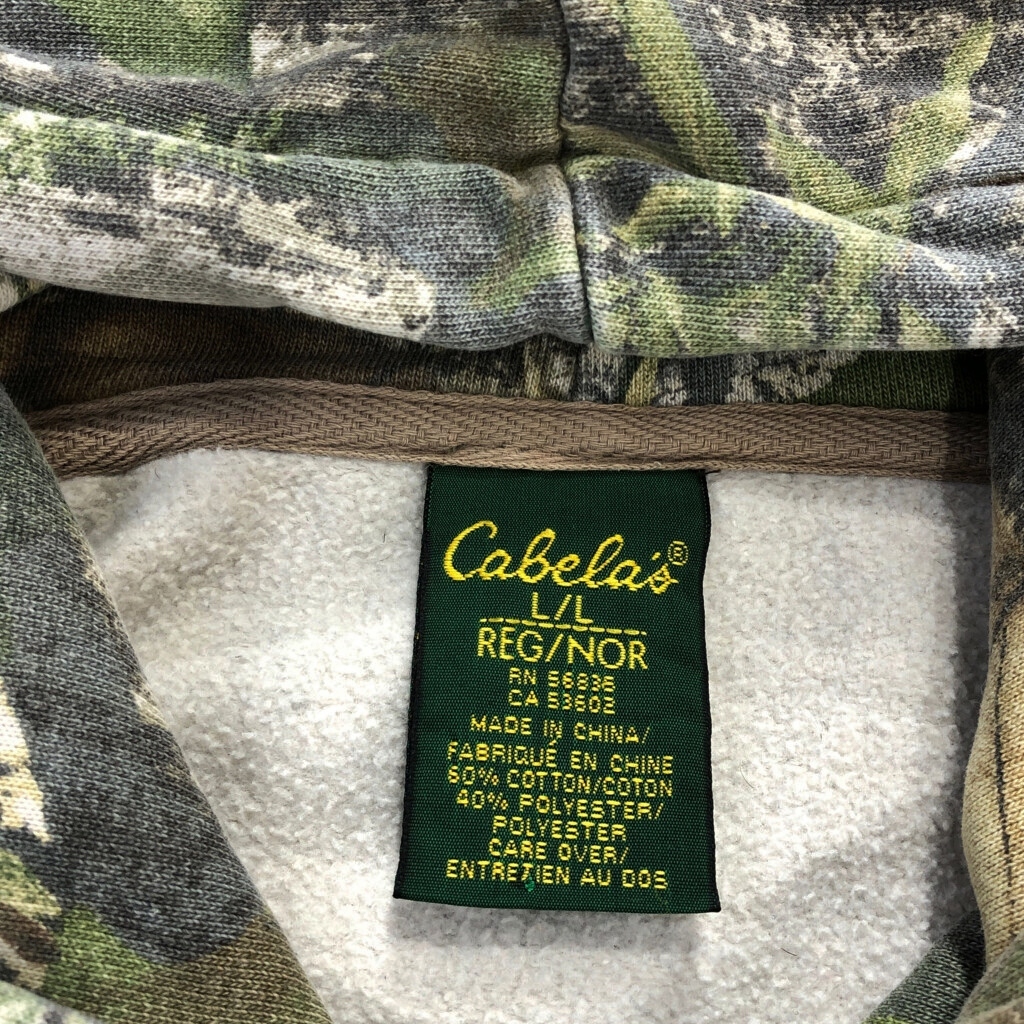 Cabela's®
L/L
REG/NOR
RN 56836
CA 53602
MADE IN CHINA/
FABRIQUÉ EN CHINE
60% COTTON/COTON
40% POLYESTER/
POLYESTER
CARE OVER/
ENTRETIEN AU DOS